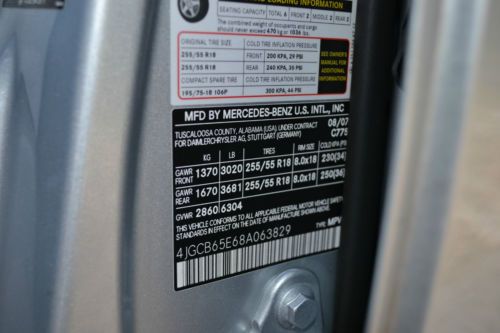 LOADING INFORMATION
SEATING CAPACITY TOTAL 6 FRONT 2 MIDDLE 2 REAR 2
The combined weight of occupants and cargo
should never exceed 470 kg or 1036 lbs.
ORIGINAL TIRE SIZE COLD TIRE INFLATION PRESSURE
255/55 R18 FRONT 200 KPA, 29 PSI
255/55 R18 REAR 240 KPA, 35 PSI
COMPACT SPARE TIRE COLD TIRE INFLATION PRESSURE
195/75-18 106P 300 KPA, 44 PSI
SEE OWNER'S
MANUAL FOR
ADDITIONAL
INFORMATION
MFD BY MERCEDES-BENZ U.S. INTL., INC
TUSCALOOSA COUNTY, ALABAMA (USA) UNDER CONTRACT 08/07
FOR DAIMLERCHRYSLER AG, STUTTGART (GERMANY) C775
KG LB TIRES RIM SIZE COLD KPA (PSI)
GAWR FRONT 1370 3020 255/55 R18 8.0x18 230(34)
GAWR REAR 1670 3681 255/55 R18 8.0x18 250(36)
GVWR 2860 6304
THIS VEHICLE CONFORMS TO ALL APPLICABLE FEDERAL MOTOR VEHICLE SAFETY
STANDARDS IN EFFECT ON THE DATE OF MANUFACTURE SHOWN ABOVE.
4JGCB65E68A063829 TYPE: MPV